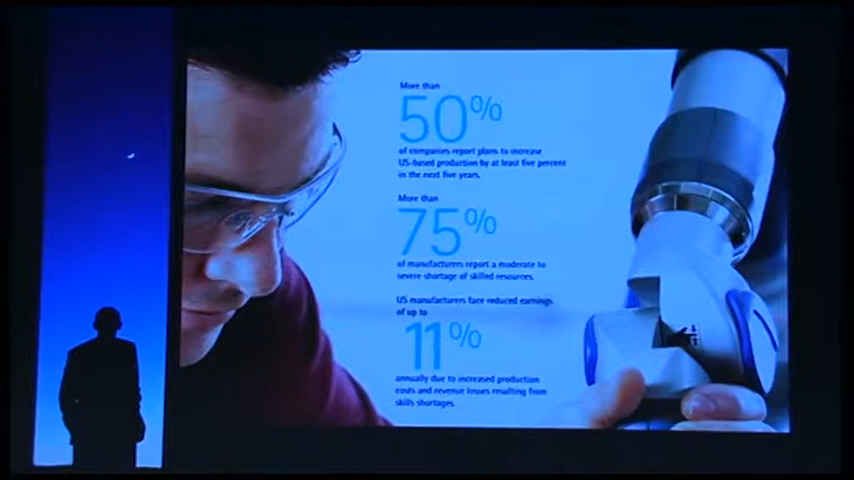 More than
50%
of companies report plans to increase
US-based production by at least five percent
in the next five years.
More than
75%
of manufacturers report a moderate to
severe shortage of skilled resources.
US manufacturers face reduced earnings
of up to
11%
annually due to increased production
costs and revenue losses resulting from
skills shortages.